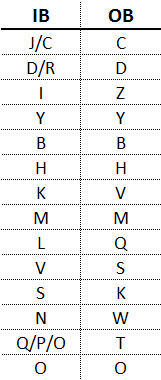 IB OB
J/C C
D/R D
I Z
Y Y
B B
H H
K V
M M
L Q
V S
S K
N W
Q/P/O T
O O